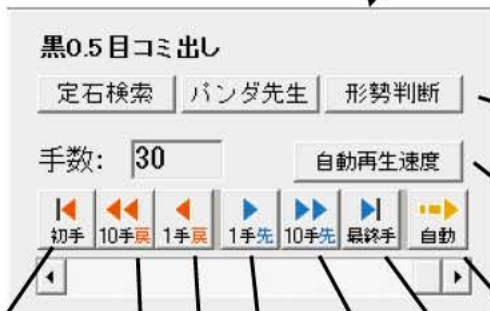 黒0.5目コミ出し
定石検索 パンダ先生 形勢判断
手数: 30 自動再生速度
初手 10手戻 1手戻 1手先 10手先 最終手 自動